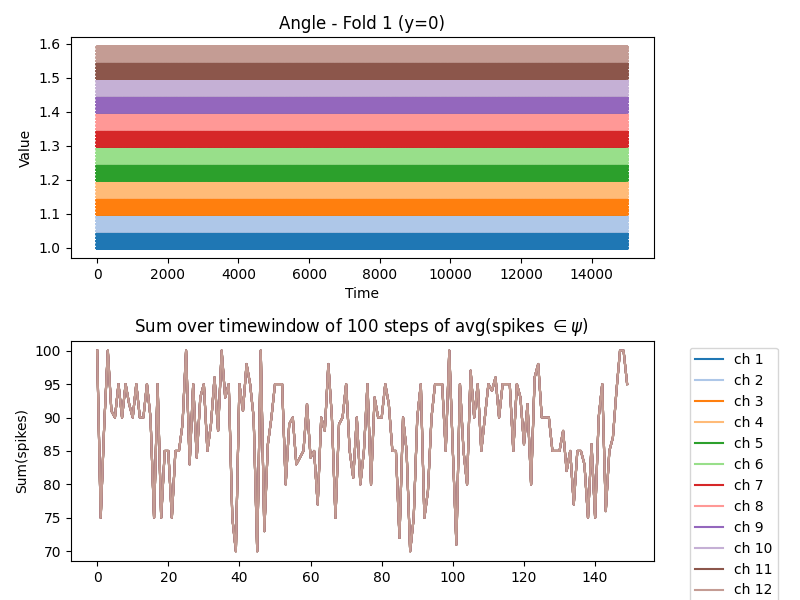 Angle - Fold 1 (y=0)
1.6
1.5
1.4
1.3
1.2
1.1
1.0
Value
0 2000 4000 6000 8000 10000 12000 14000
Time
Sum over timewindow of 100 steps of avg(spikes ∈ ψ)
100
95
90
85
80
75
70
Sum(spikes)
0 20 40 60 80 100 120 140
ch 1
ch 2
ch 3
ch 4
ch 5
ch 6
ch 7
ch 8
ch 9
ch 10
ch 11
ch 12